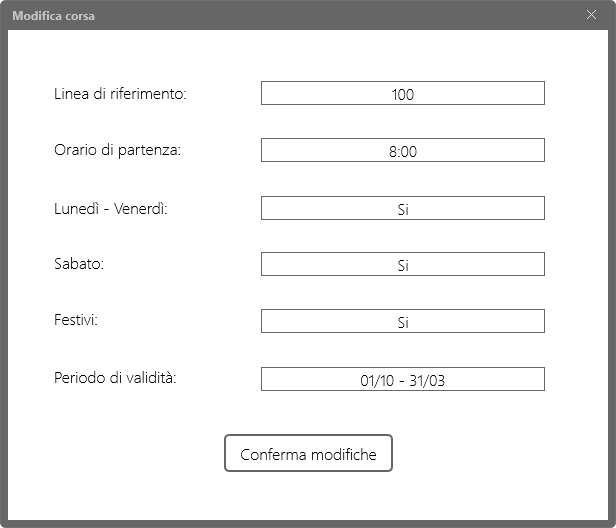 Modifica corsa
Linea di riferimento: 100
Orario di partenza: 8:00
Lunedì - Venerdì: Si
Sabato: Si
Festivi: Si
Periodo di validità: 01/10 - 31/03
Conferma modifiche